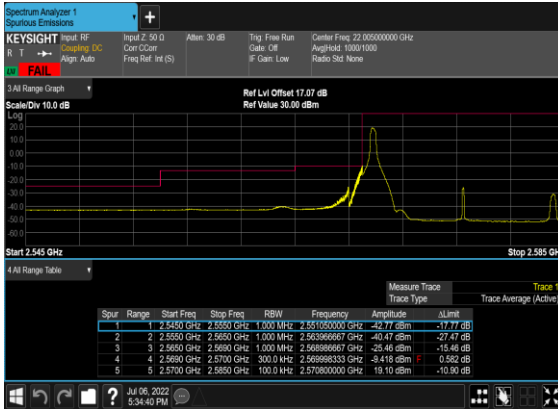 Spectrum Analyzer 1
Spurious Emissions
KEYSIGHT
R T
LXI
FAIL
Input: RF
Coupling: DC
Align: Auto
Input Z: 50 Ω
Corr CCorr
Freq Ref: Int (S)
Atten: 30 dB
Trig: Free Run
Gate: Off
IF Gain: Low
Center Freq: 22.005000000 GHz
Avg|Hold: 1000/1000
Radio Std: None
3 All Range Graph
Scale/Div 10.0 dB
Ref Lvl Offset 17.07 dB
Ref Value 30.00 dBm
Log
20.0
10.0
0.00
-10.0
-20.0
-30.0
-40.0
-50.0
-60.0
Start 2.545 GHz
Stop 2.585 GH
4 All Range Table
Measure Trace Trace 1
Trace Type Trace Average (Active)
Spur Range Start Freq Stop Freq RBW Frequency Amplitude ΔLimit
1 1 2.5450 GHz 2.5550 GHz 1.000 MHz 2.551050000 GHz -42.77 dBm -17.77 dB
2 2 2.5550 GHz 2.5650 GHz 1.000 MHz 2.563966667 GHz -40.47 dBm -27.47 dB
3 3 2.5650 GHz 2.5690 GHz 1.000 MHz 2.568986667 GHz -25.46 dBm -15.46 dB
4 4 2.5690 GHz 2.5700 GHz 300.0 kHz 2.569998333 GHz -9.418 dBm F 0.582 dB
5 5 2.5700 GHz 2.5850 GHz 100.0 kHz 2.570800000 GHz 19.10 dBm -10.90 dB
Jul 06, 2022
5:34:40 PM